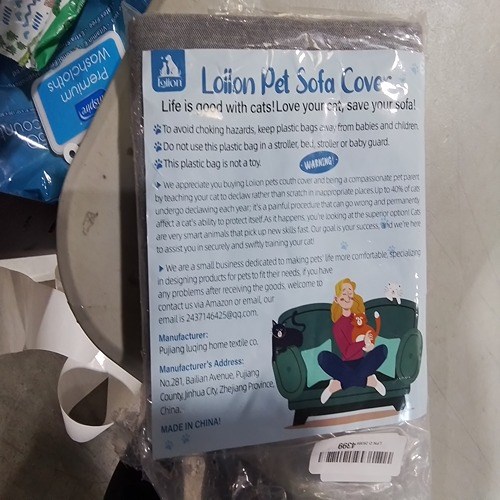 Loiion
Loiion Pet Sofa Cover
Life is good with cats!Love your cat, save your sofa!
To avoid choking hazards, keep plastic bags away from babies and children.
Do not use this plastic bag in a stroller, bed, stroller or baby guard.
This plastic bag is not a toy.
WARNING!
We appreciate you buying Loiion pets couth cover and being a compassionate pet parent
by teaching your cat to declaw rather than scratch in inappropriate places.Up to 40% of cats
undergo declawing each year; it's a painful procedure that can go wrong and permanently
affect a cat's ability to protect itself.As it happens, you're looking at the superior option! Cats
are very smart animals that pick up new skills fast. Our goal is your success, and we're here
to assist you in securely and swiftly training your cat!
We are a small business dedicated to making pets' life more comfortable, specializing
in designing products for pets to fit their needs, if you have
any problems after receiving the goods, welcome to
contact us via Amazon or email, our
email is 2437146425@qq.com.
Manufacturer:
Pujiang luqing home textile co.
Manufacturer's Address:
No.281, Bailian Avenue, Pujiang
County, Jinhua City, Zhejiang Province,
China.
MADE IN CHINA!
Premium
Washcloths
4399